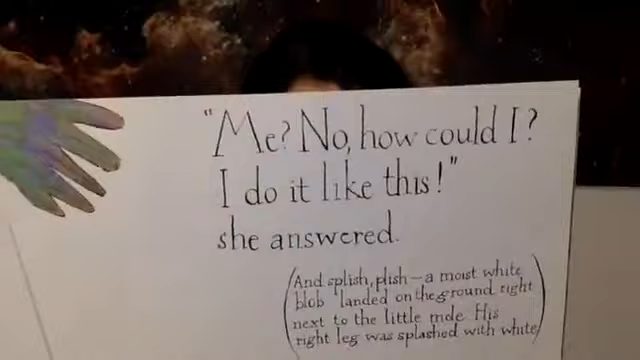 "Me? No, how could I?
I do it like this!"
she answered.
(And splish, plish — a moist white
blob landed on the ground right
next to the little mole. His
right leg was splashed with white)